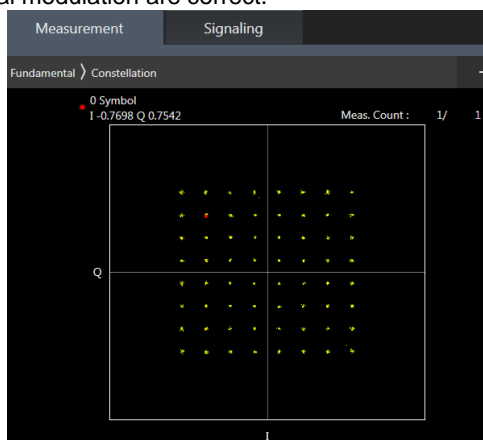 al modulation are correct.
Measurement Signaling
Fundamental 〉 Constellation
0 Symbol
I -0.7698 Q 0.7542 Meas. Count : 1/ 1
Q
I